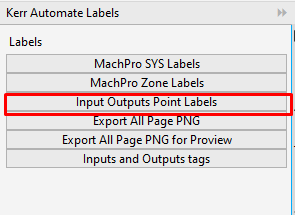 Kerr Automate Labels
Labels
MachPro SYS Labels
MachPro Zone Labels
Input Outputs Point Labels
Export All Page PNG
Export All Page PNG for Preview
Inputs and Outputs tags